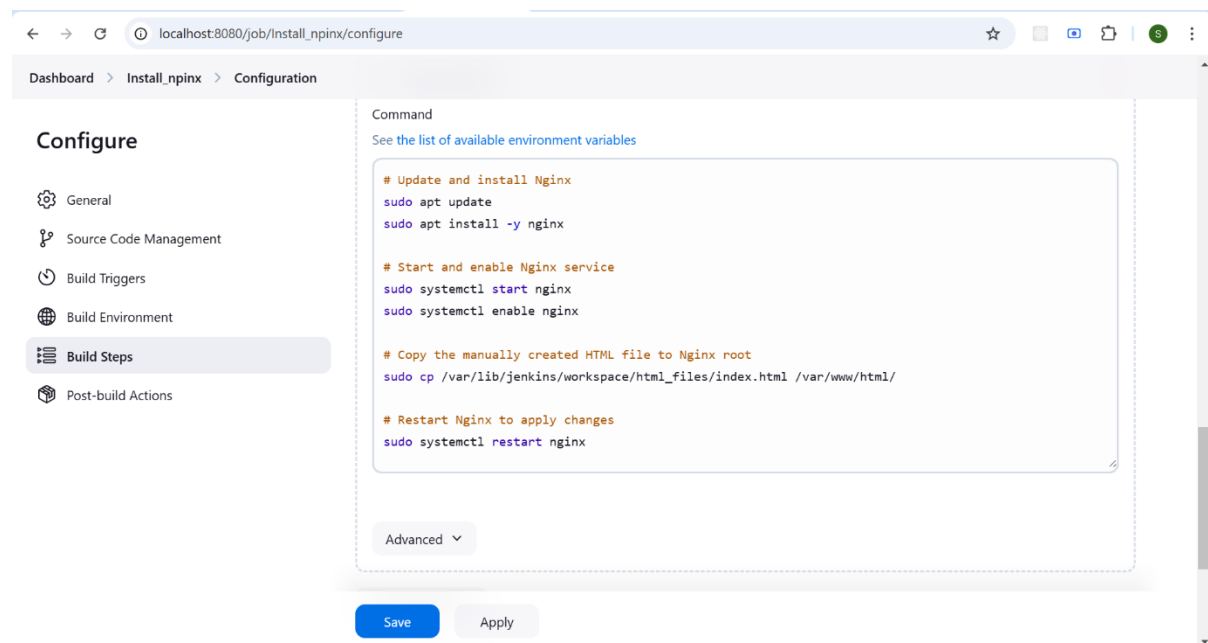 localhost:8080/job/Install_npinx/configure
S
Dashboard > Install_npinx > Configuration
Configure
General
Source Code Management
Build Triggers
Build Environment
Build Steps
Post-build Actions
Command
See the list of available environment variables
# Update and install Nginx
sudo apt update
sudo apt install -y nginx
# Start and enable Nginx service
sudo systemctl start nginx
sudo systemctl enable nginx
# Copy the manually created HTML file to Nginx root
sudo cp /var/lib/jenkins/workspace/html_files/index.html /var/www/html/
# Restart Nginx to apply changes
sudo systemctl restart nginx
Advanced
Save Apply